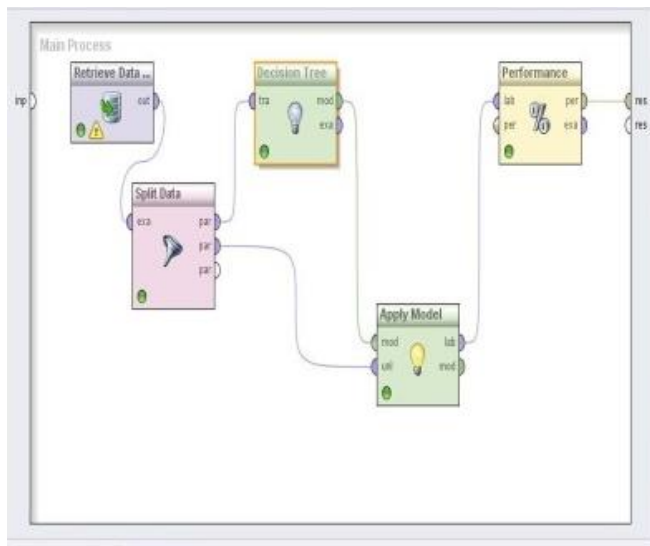 Main Process
Retrieve Data ...
out
inp
Decision Tree
tra mod
exa
Performance
lab per
per exa
%
res
res
Split Data
exa par
par
par
Apply Model
mod lab
unl mod